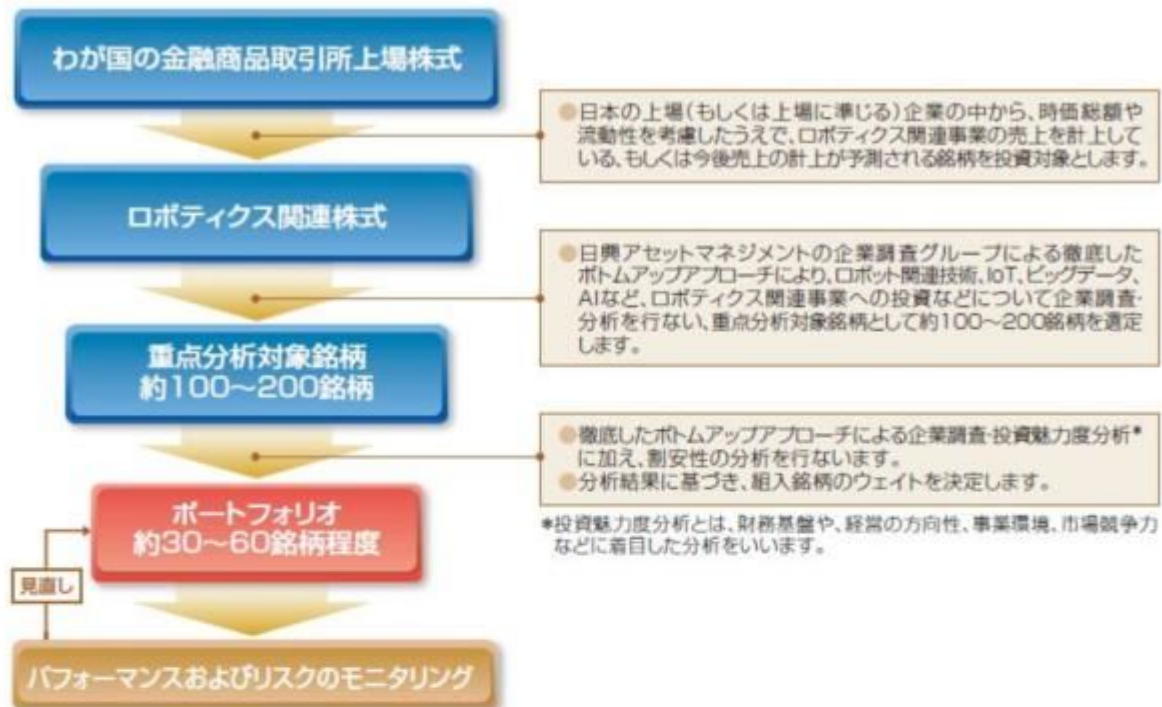 わが国の金融商品取引所上場株式
●日本の上場(もしくは上場に準じる)企業の中から、時価総額や
流動性を考慮したうえで、ロボティクス関連事業の売上を計上して
いる、もしくは今後売上の計上が予測される銘柄を投資対象とします。
ロボティクス関連株式
●日興アセットマネジメントの企業調査グループによる徹底した
ボトムアップアプローチにより、ロボット関連技術、IoT、ビッグデータ、
AIなど、ロボティクス関連事業への投資などについて企業調査・
分析を行ない、重点分析対象銘柄として約100～200銘柄を選定
します。
重点分析対象銘柄
約100～200銘柄
●徹底したボトムアップアプローチによる企業調査・投資魅力度分析*
に加え、割安性の分析を行ないます。
●分析結果に基づき、組入銘柄のウェイトを決定します。
ポートフォリオ
約30～60銘柄程度
*投資魅力度分析とは、財務基盤や、経営の方向性、事業環境、市場競争力
などに着目した分析をいいます。
見直し
パフォーマンスおよびリスクのモニタリング